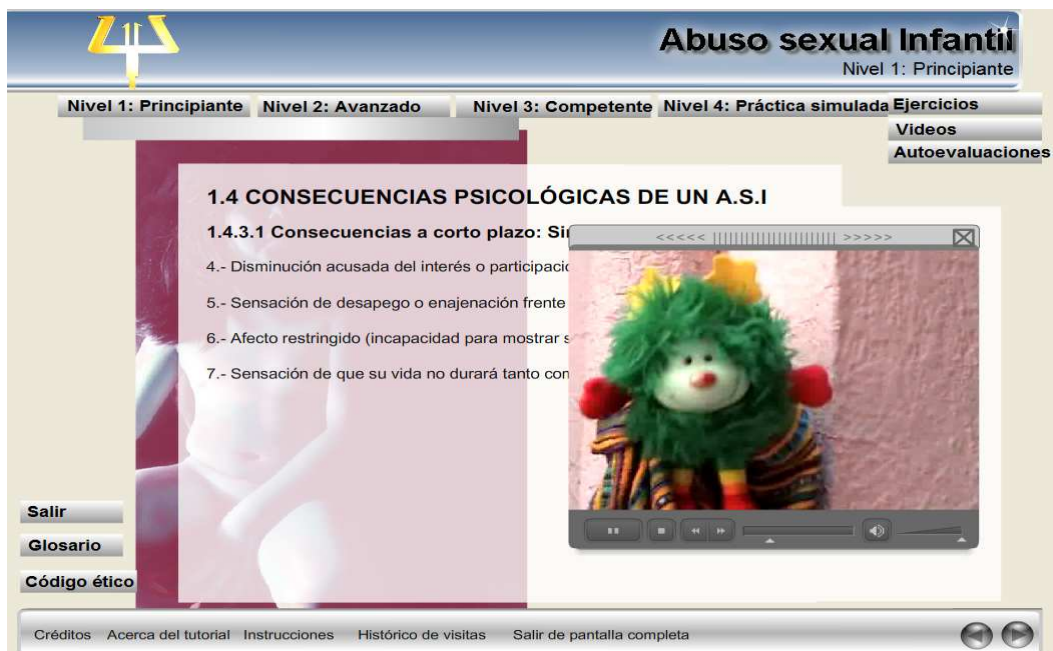 Abuso sexual Infantil
Nivel 1: Principiante
Nivel 1: Principiante
Nivel 2: Avanzado
Nivel 3: Competente
Nivel 4: Práctica simulada
Ejercicios
Videos
Autoevaluaciones
1.4 CONSECUENCIAS PSICOLÓGICAS DE UN A.S.I
1.4.3.1 Consecuencias a corto plazo:
4.- Disminución acusada del interés o
5.- Sensación de desapego o enajenación frente
6.- Afecto restringido (incapacidad para mostrar
7.- Sensación de que su vida no durará tanto
<<<<< |||||||||||||||||||||||| >>>>>
Salir
Glosario
Código ético
Créditos Acerca del tutorial Instrucciones Histórico de visitas Salir de pantalla completa